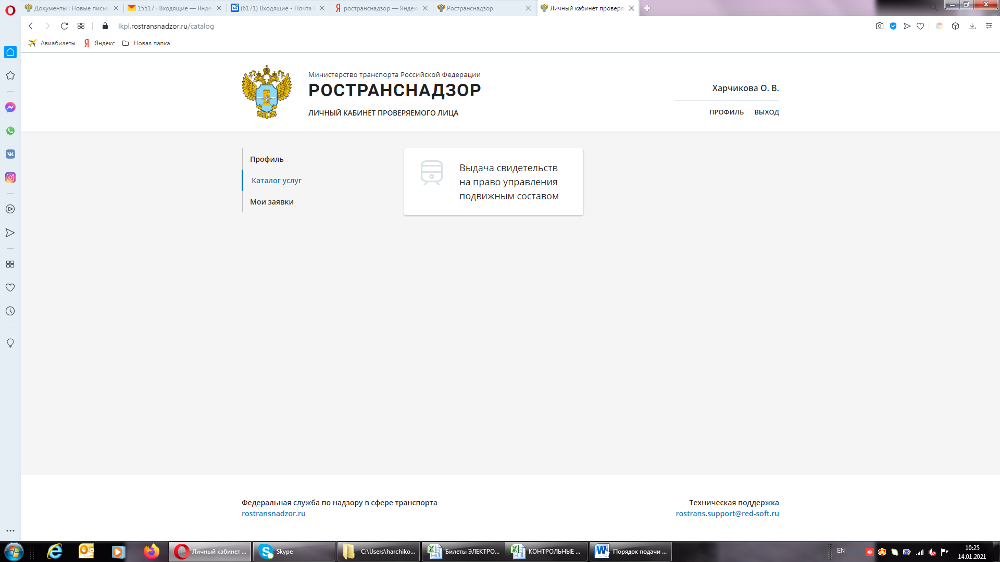 Документы : Новые письм
15517 · Входящие — Янде
(6171) Входящие - Почта
Я ространснадзор — Яндек
Ространснадзор
Личный кабинет проверя
lkpl.rostransnadzor.ru/catalog
Авиабилеты
Я Яндекс
Новая папка
Министерство транспорта Российской Федерации
РОСТРАНСНАДЗОР
ЛИЧНЫЙ КАБИНЕТ ПРОВЕРЯЕМОГО ЛИЦА
Харчикова О. В.
ПРОФИЛЬ ВЫХОД
Профиль
Каталог услуг
Мои заявки
Выдача свидетельств
на право управления
подвижным составом
Федеральная служба по надзору в сфере транспорта
rostransnadzor.ru
Техническая поддержка
rostrans.support@red-soft.ru
Личный кабинет ...
Skype
C:\Users\harchiko...
Билеты ЭЛЕКТРО...
КОНТРОЛЬНЫЕ ...
Порядок подачи ...
EN
10:25
14.01.2021